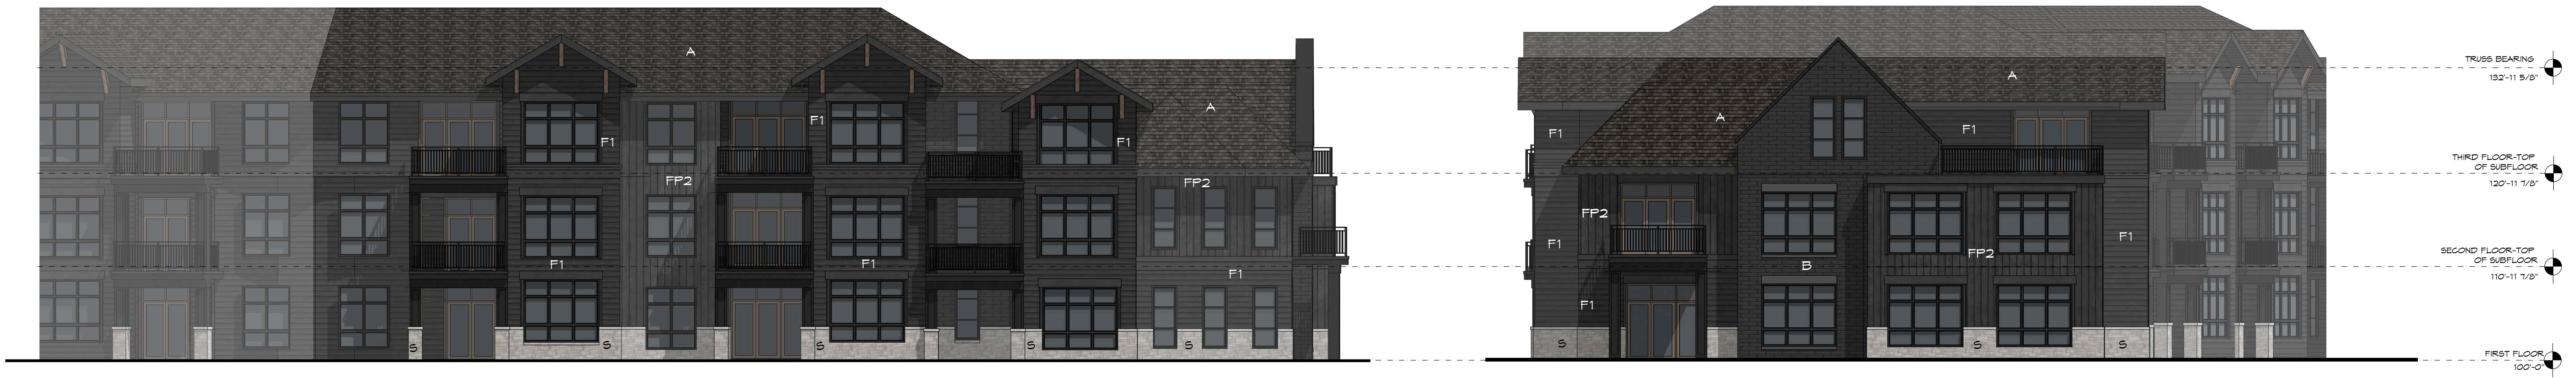 A
A
F1
F1
F1
FP2
FP2
F1
F1
F1
S
S
S
S
S
A
A
F1
F1
FP2
F1
F1
FP2
B
F1
S
S
S
TRUSS BEARING
132'-11 5/8"
THIRD FLOOR-TOP
OF SUBFLOOR
120'-11 7/8"
SECOND FLOOR-TOP
OF SUBFLOOR
110'-11 7/8"
FIRST FLOOR
100'-0"